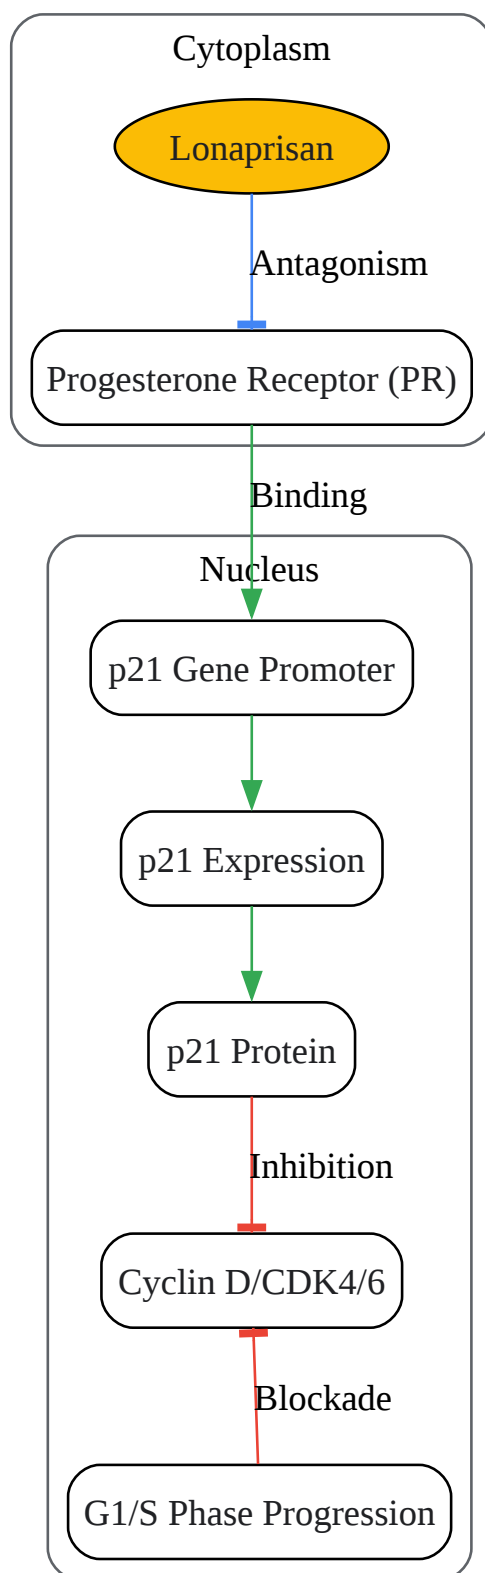 Cytoplasm
Lonaprisan
Antagonism
Progesterone Receptor (PR)
Binding
Nucleus
p21 Gene Promoter
p21 Expression
p21 Protein
Inhibition
Cyclin D/CDK4/6
Blockade
G1/S Phase Progression